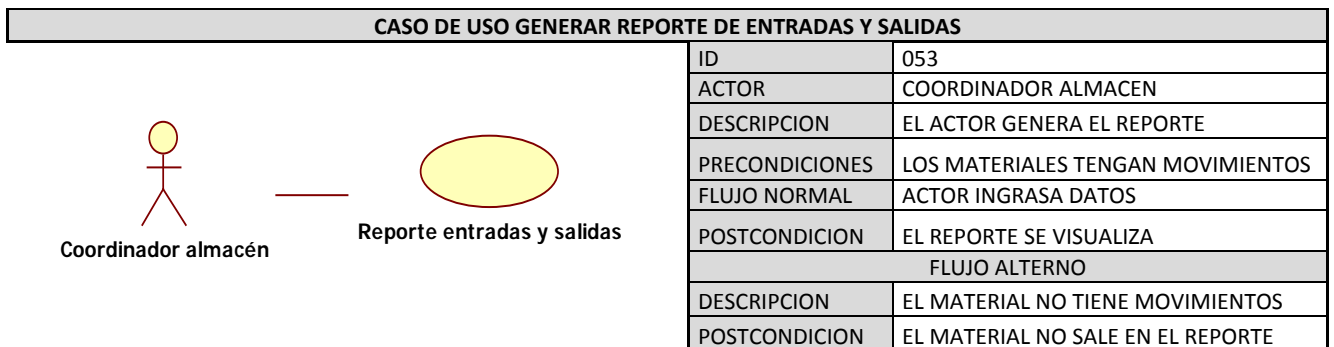 CASO DE USO GENERAR REPORTE DE ENTRADAS Y SALIDAS
ID 053
ACTOR COORDINADOR ALMACEN
DESCRIPCION EL ACTOR GENERA EL REPORTE
PRECONDICIONES LOS MATERIALES TENGAN MOVIMIENTOS
FLUJO NORMAL ACTOR INGRASA DATOS
POSTCONDICION EL REPORTE SE VISUALIZA
FLUJO ALTERNO
DESCRIPCION EL MATERIAL NO TIENE MOVIMIENTOS
POSTCONDICION EL MATERIAL NO SALE EN EL REPORTE
Coordinador almacén
Reporte entradas y salidas